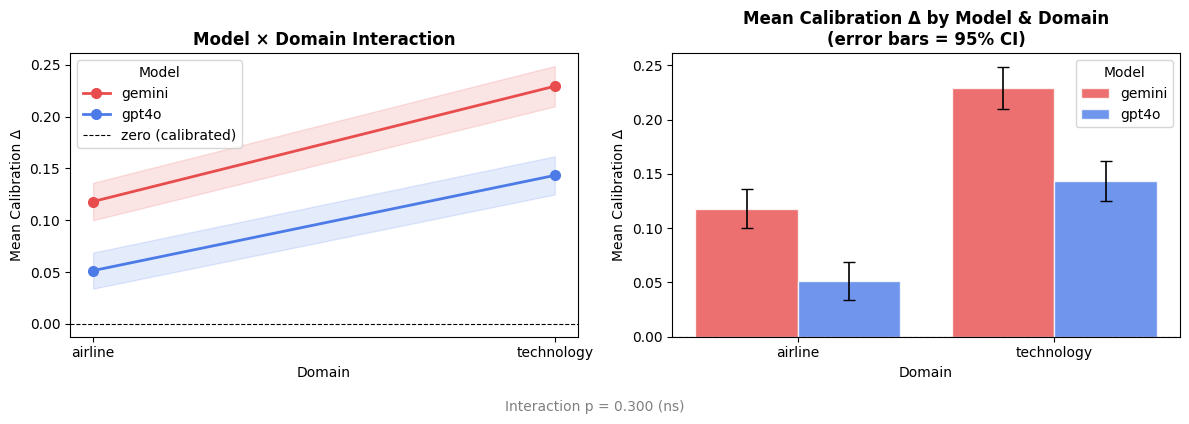 Model × Domain Interaction
Mean Calibration Δ
0.25
0.20
0.15
0.10
0.05
0.00
Model
gemini
gpt4o
zero (calibrated)
airline
technology
Domain
Mean Calibration Δ by Model & Domain
(error bars = 95% CI)
Mean Calibration Δ
0.25
0.20
0.15
0.10
0.05
0.00
Model
gemini
gpt4o
airline
technology
Domain
Interaction p = 0.300 (ns)